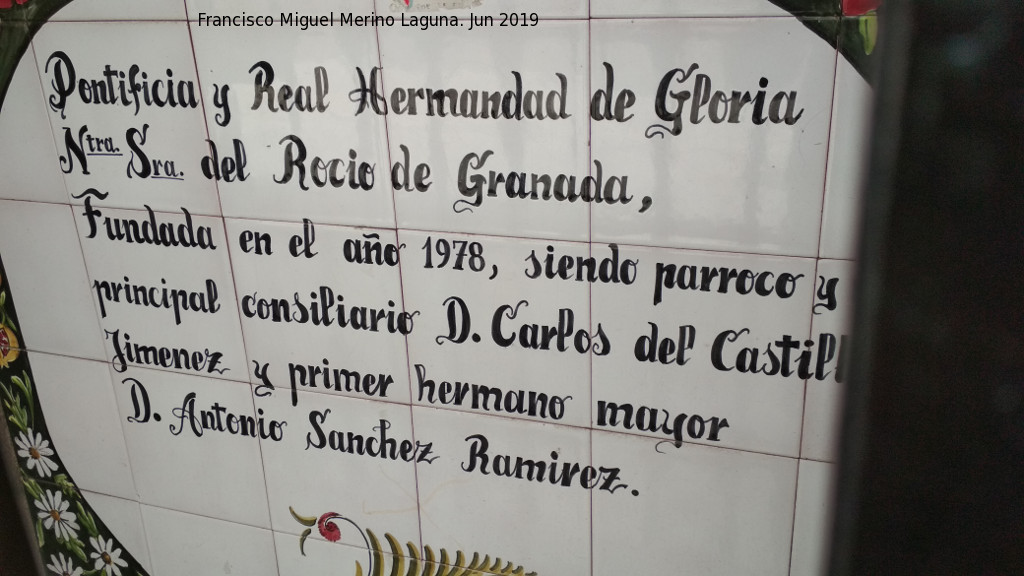 Francisco Miguel Merino Laguna. Jun 2019
Pontificia y Real Hermandad de Gloria
Ntra. Sra. del Rocio de Granada,
Fundada en el año 1978, siendo parroco y
principal consiliario D. Carlos del Castill
Jimenez y primer hermano mayor
D. Antonio Sanchez Ramirez.